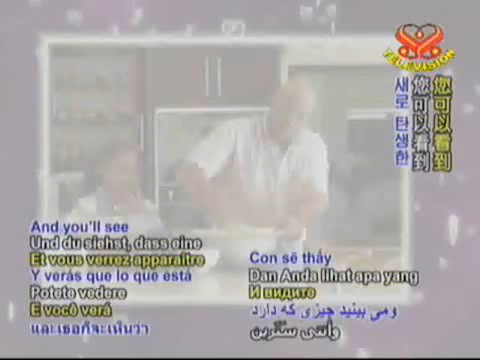 TELEVISION
您可以看到
您可以看到
새로 탄생한
And you'll see
Und du siehst, dass eine
Et vous verrez apparaître
Y verás que lo que está
Potete vedere
E você verá
และเธอก็จะเห็นว่า
Con sẽ thấy
Dan Anda lihat apa yang
И видите
ومی بینید چیزی که دارد
وأنتي سترين